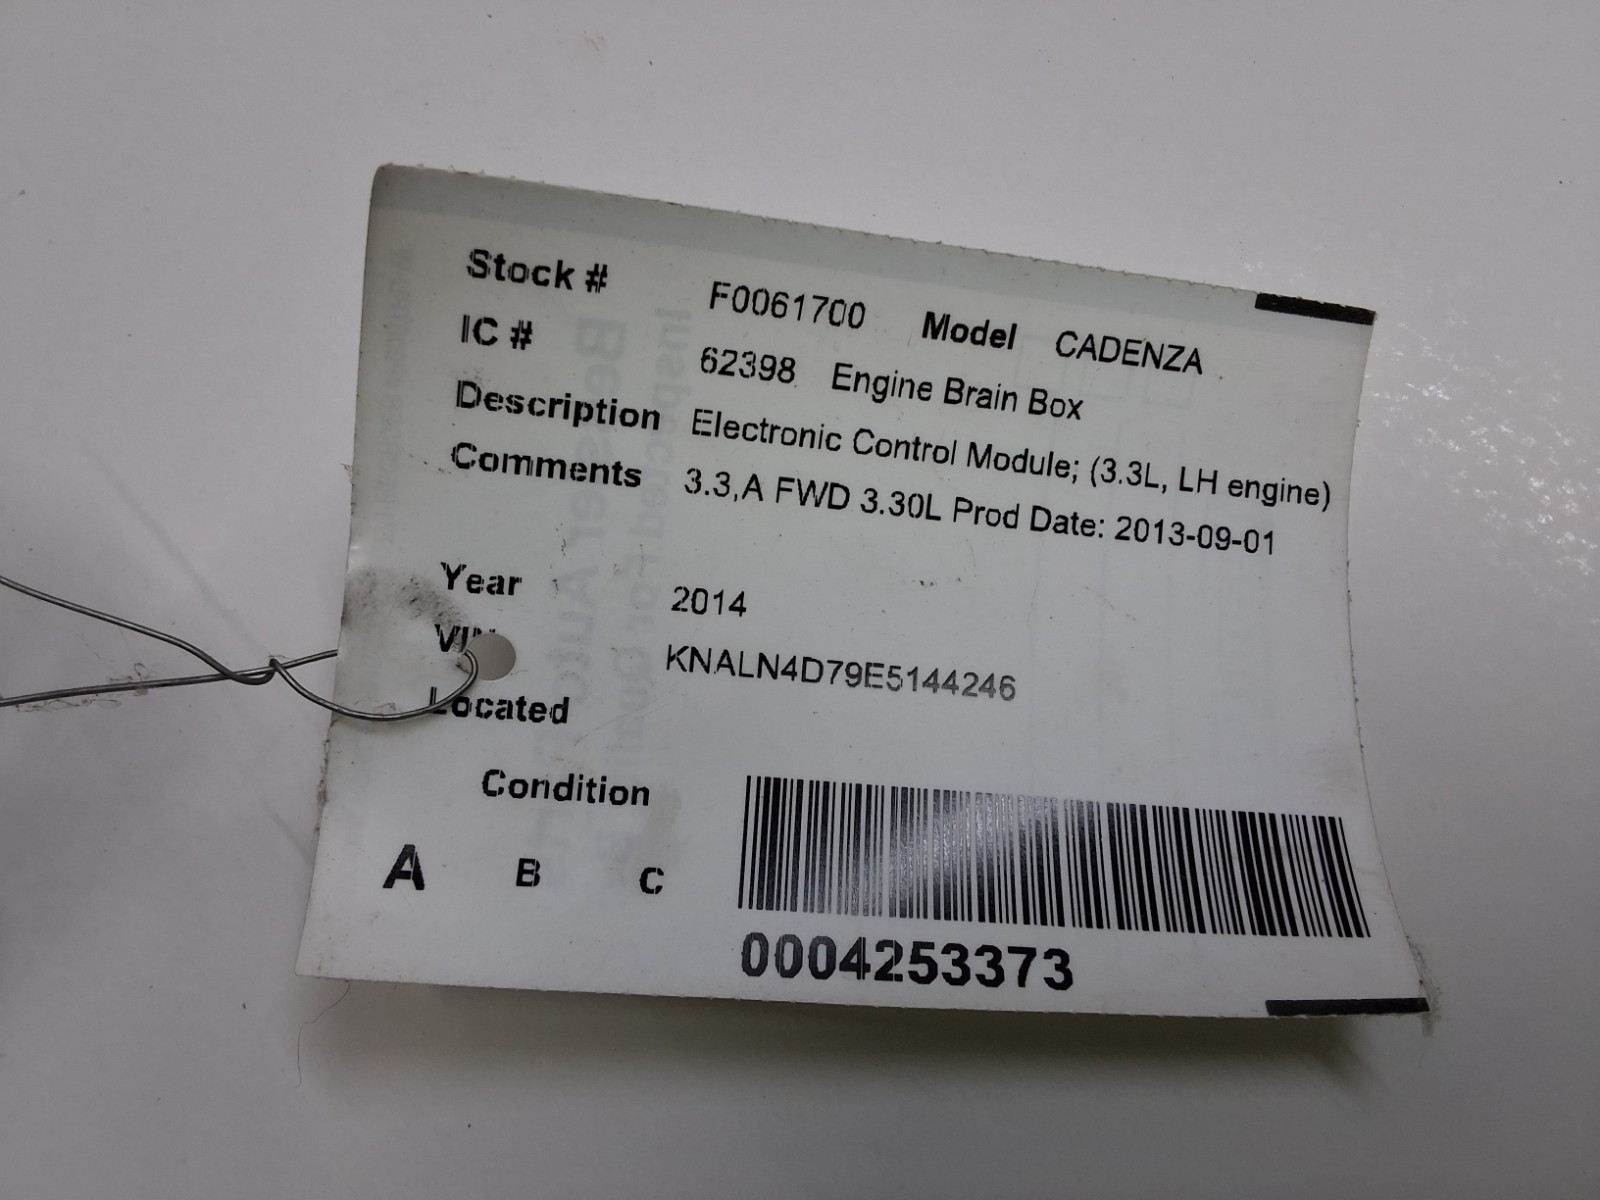 Stock # F0061700 Model CADENZA
IC # 62398 Engine Brain Box
Description Electronic Control Module; (3.3L, LH engine)
Comments 3.3,A FWD 3.30L Prod Date: 2013-09-01
Year 2014
VIN KNALN4D79E5144246
Located
Condition
A B C
0004253373